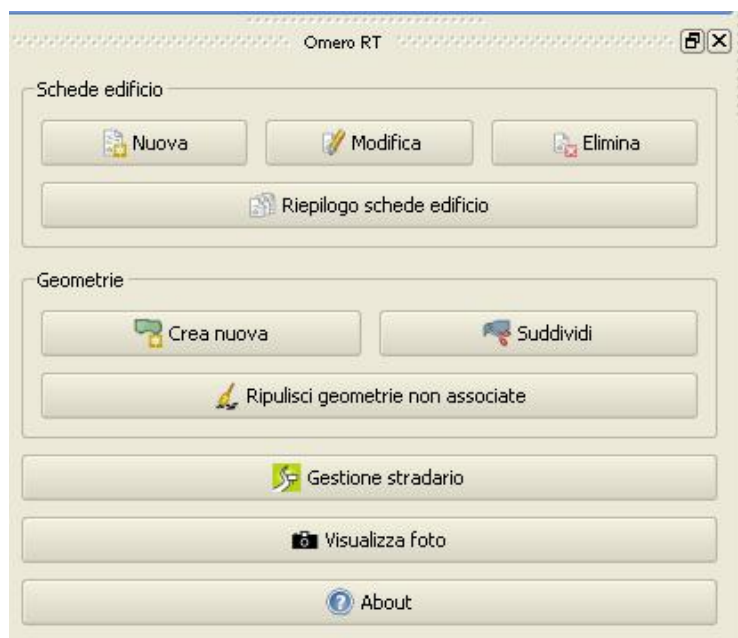 Omero RT
Schede edificio
Nuova Modifica Elimina
Riepilogo schede edificio
Geometrie
Crea nuova Suddividi
Ripulisci geometrie non associate
Gestione stradario
Visualizza foto
About